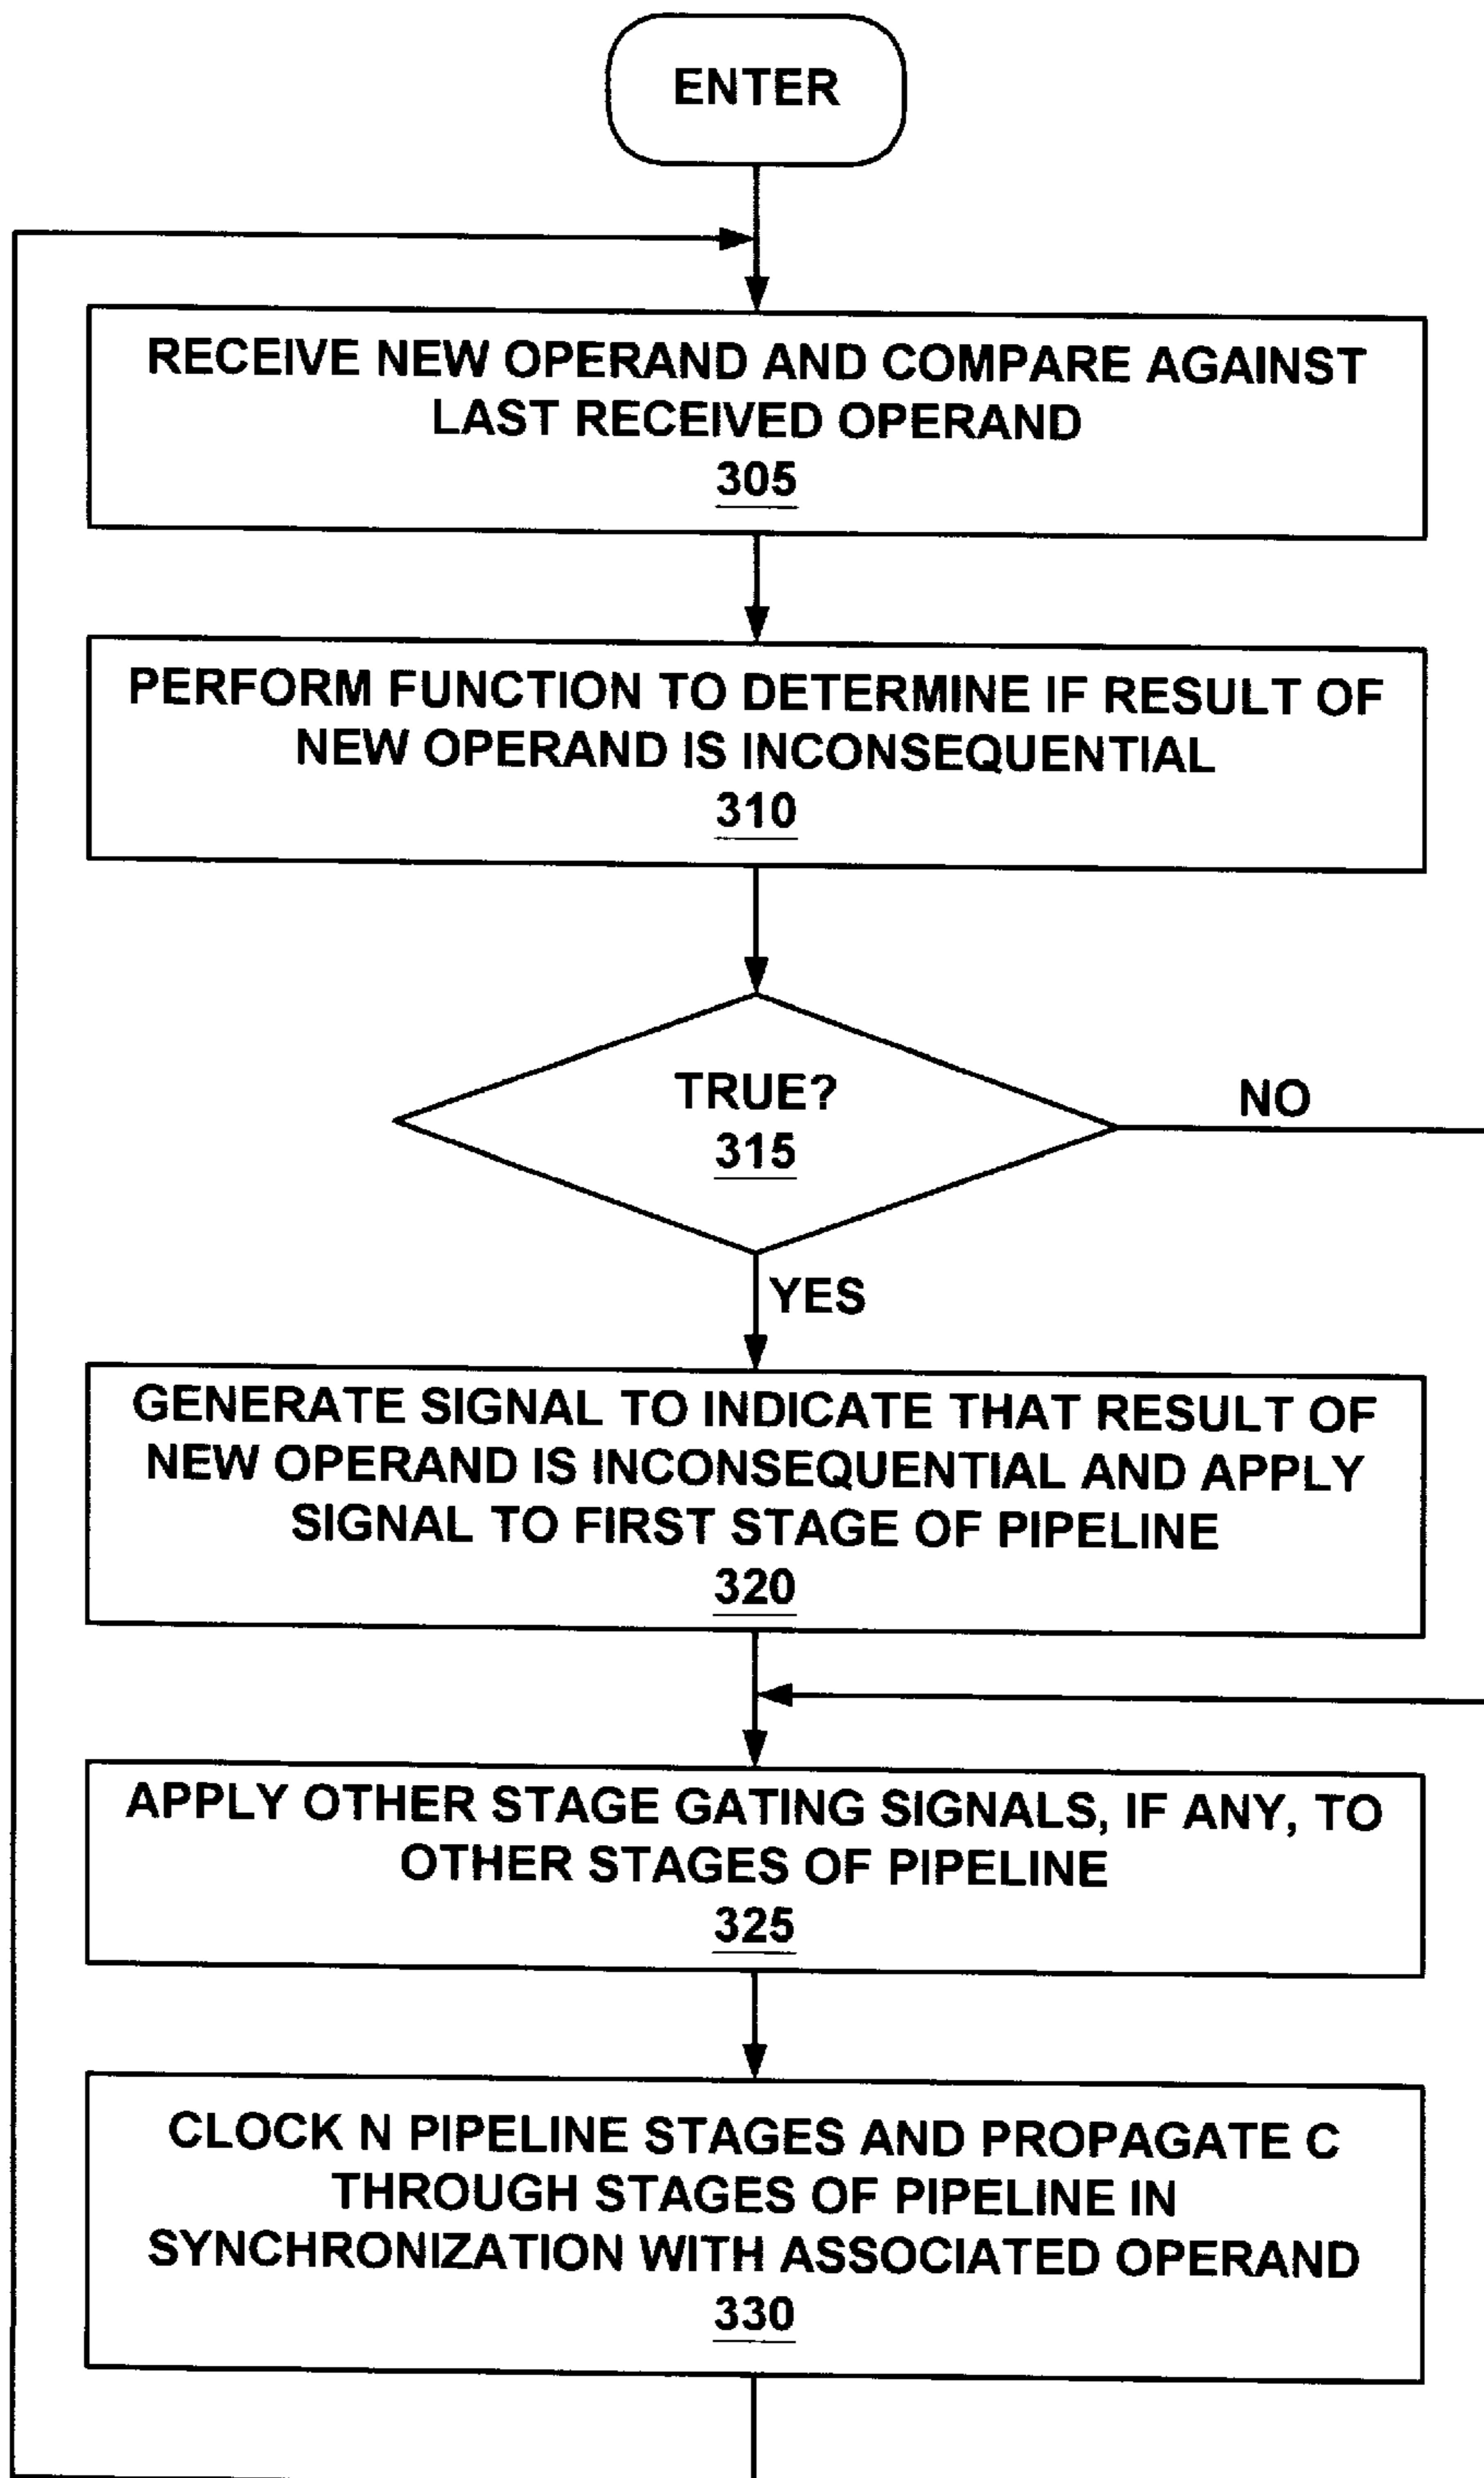 ENTER
RECEIVE NEW OPERAND AND COMPARE AGAINST
LAST RECEIVED OPERAND
305
PERFORM FUNCTION TO DETERMINE IF RESULT OF
NEW OPERAND IS INCONSEQUENTIAL
310
TRUE?
315
NO
YES
GENERATE SIGNAL TO INDICATE THAT RESULT OF
NEW OPERAND IS INCONSEQUENTIAL AND APPLY
SIGNAL TO FIRST STAGE OF PIPELINE
320
APPLY OTHER STAGE GATING SIGNALS, IF ANY, TO
OTHER STAGES OF PIPELINE
325
CLOCK N PIPELINE STAGES AND PROPAGATE C
THROUGH STAGES OF PIPELINE IN
SYNCHRONIZATION WITH ASSOCIATED OPERAND
330